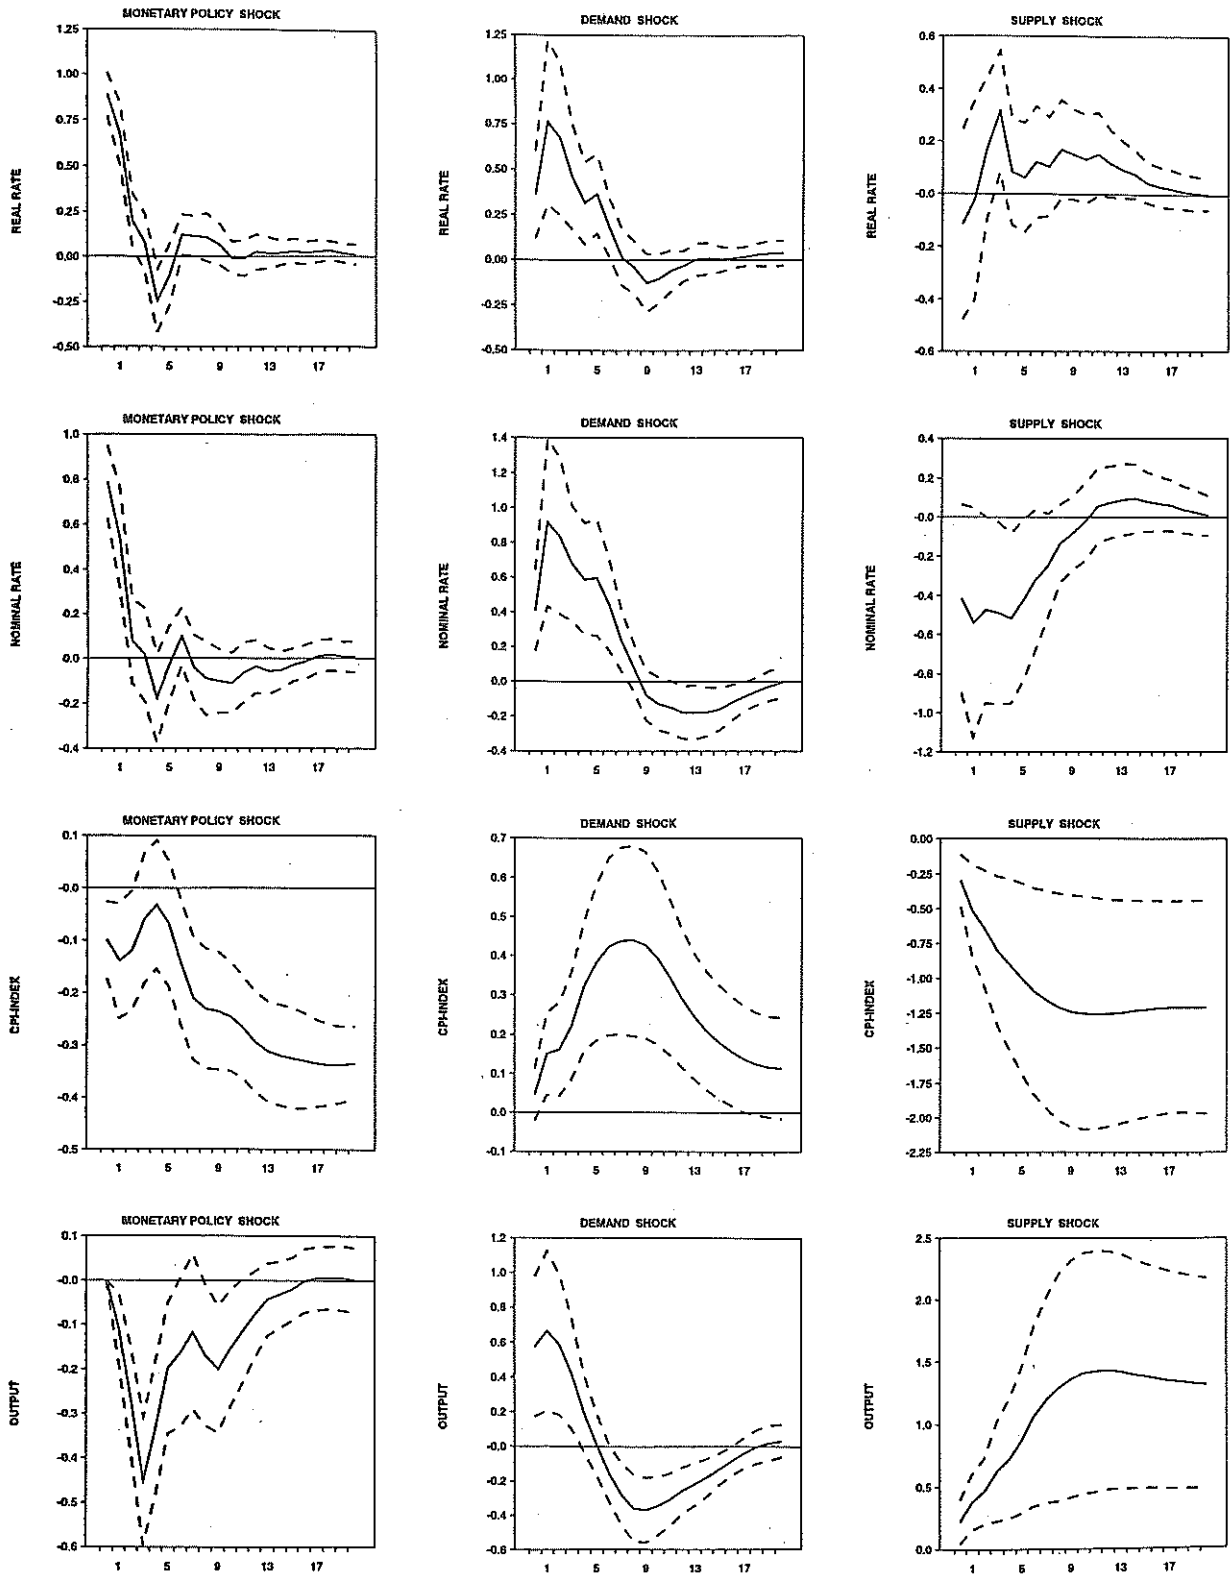 MONETARY POLICY SHOCK
1.25
1.00
0.75
0.50
0.25
0.00
-0.25
-0.50
REAL RATE
1 5 9 13 17
DEMAND SHOCK
1.25
1.00
0.75
0.50
0.25
0.00
-0.25
-0.50
REAL RATE
1 5 9 13 17
SUPPLY SHOCK
0.6
0.4
0.2
-0.0
-0.2
-0.4
-0.6
REAL RATE
1 5 9 13 17
MONETARY POLICY SHOCK
1.0
0.8
0.6
0.4
0.2
0.0
-0.2
-0.4
NOMINAL RATE
1 5 9 13 17
DEMAND SHOCK
1.4
1.2
1.0
0.8
0.6
0.4
0.2
0.0
-0.2
-0.4
NOMINAL RATE
1 5 9 13 17
SUPPLY SHOCK
0.4
0.2
-0.0
-0.2
-0.4
-0.6
-0.8
-1.0
-1.2
NOMINAL RATE
1 5 9 13 17
MONETARY POLICY SHOCK
0.1
-0.0
-0.1
-0.2
-0.3
-0.4
-0.5
CPI-INDEX
1 5 9 13 17
DEMAND SHOCK
0.7
0.6
0.5
0.4
0.3
0.2
0.1
0.0
-0.1
CPI-INDEX
1 5 9 13 17
SUPPLY SHOCK
0.00
-0.25
-0.50
-0.75
-1.00
-1.25
-1.50
-1.75
-2.00
-2.25
CPI-INDEX
1 5 9 13 17
MONETARY POLICY SHOCK
0.1
-0.0
-0.1
-0.2
-0.3
-0.4
-0.5
-0.6
OUTPUT
1 5 9 13 17
DEMAND SHOCK
1.2
1.0
0.8
0.6
0.4
0.2
-0.0
-0.2
-0.4
-0.6
OUTPUT
1 5 9 13 17
SUPPLY SHOCK
2.5
2.0
1.5
1.0
0.5
0.0
OUTPUT
1 5 9 13 17